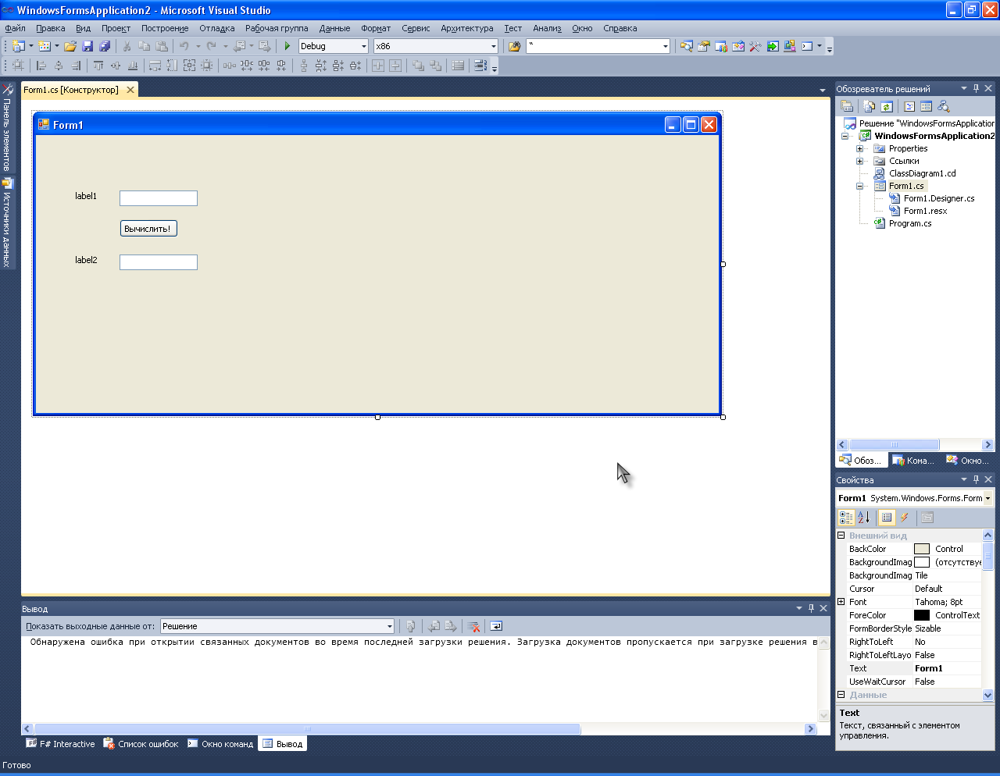 WindowsFormsApplication2 - Microsoft Visual Studio
Файл Правка Вид Проект Построение Отладка Рабочая группа Данные Формат Сервис Архитектура Тест Анализ Окно Справка
Debug x86 "
Панель элементов
Источники данных
Form1.cs [Конструктор]
Form1
label1
Вычислить!
label2
Обозреватель решений
Решение "WindowsFormsApplication
WindowsFormsApplication2
Properties
Ссылки
ClassDiagram1.cd
Form1.cs
Form1.Designer.cs
Form1.resx
Program.cs
Обоз... Кома... Окно...
Свойства
Form1 System.Windows.Forms.Form
Внешний вид
BackColor Control
BackgroundImag (отсутствуе
BackgroundImag Tile
Cursor Default
Font Tahoma; 8pt
ForeColor ControlText
FormBorderStyle Sizable
RightToLeft No
RightToLeftLayo False
Text Form1
UseWaitCursor False
Данные
Text
Текст, связанный с элементом
управления.
Вывод
Показать выходные данные от: Решение
Обнаружена ошибка при открытии связанных документов во время последней загрузки решения. Загрузка документов пропускается при загрузке решения в
F# Interactive Список ошибок Окно команд Вывод
Готово